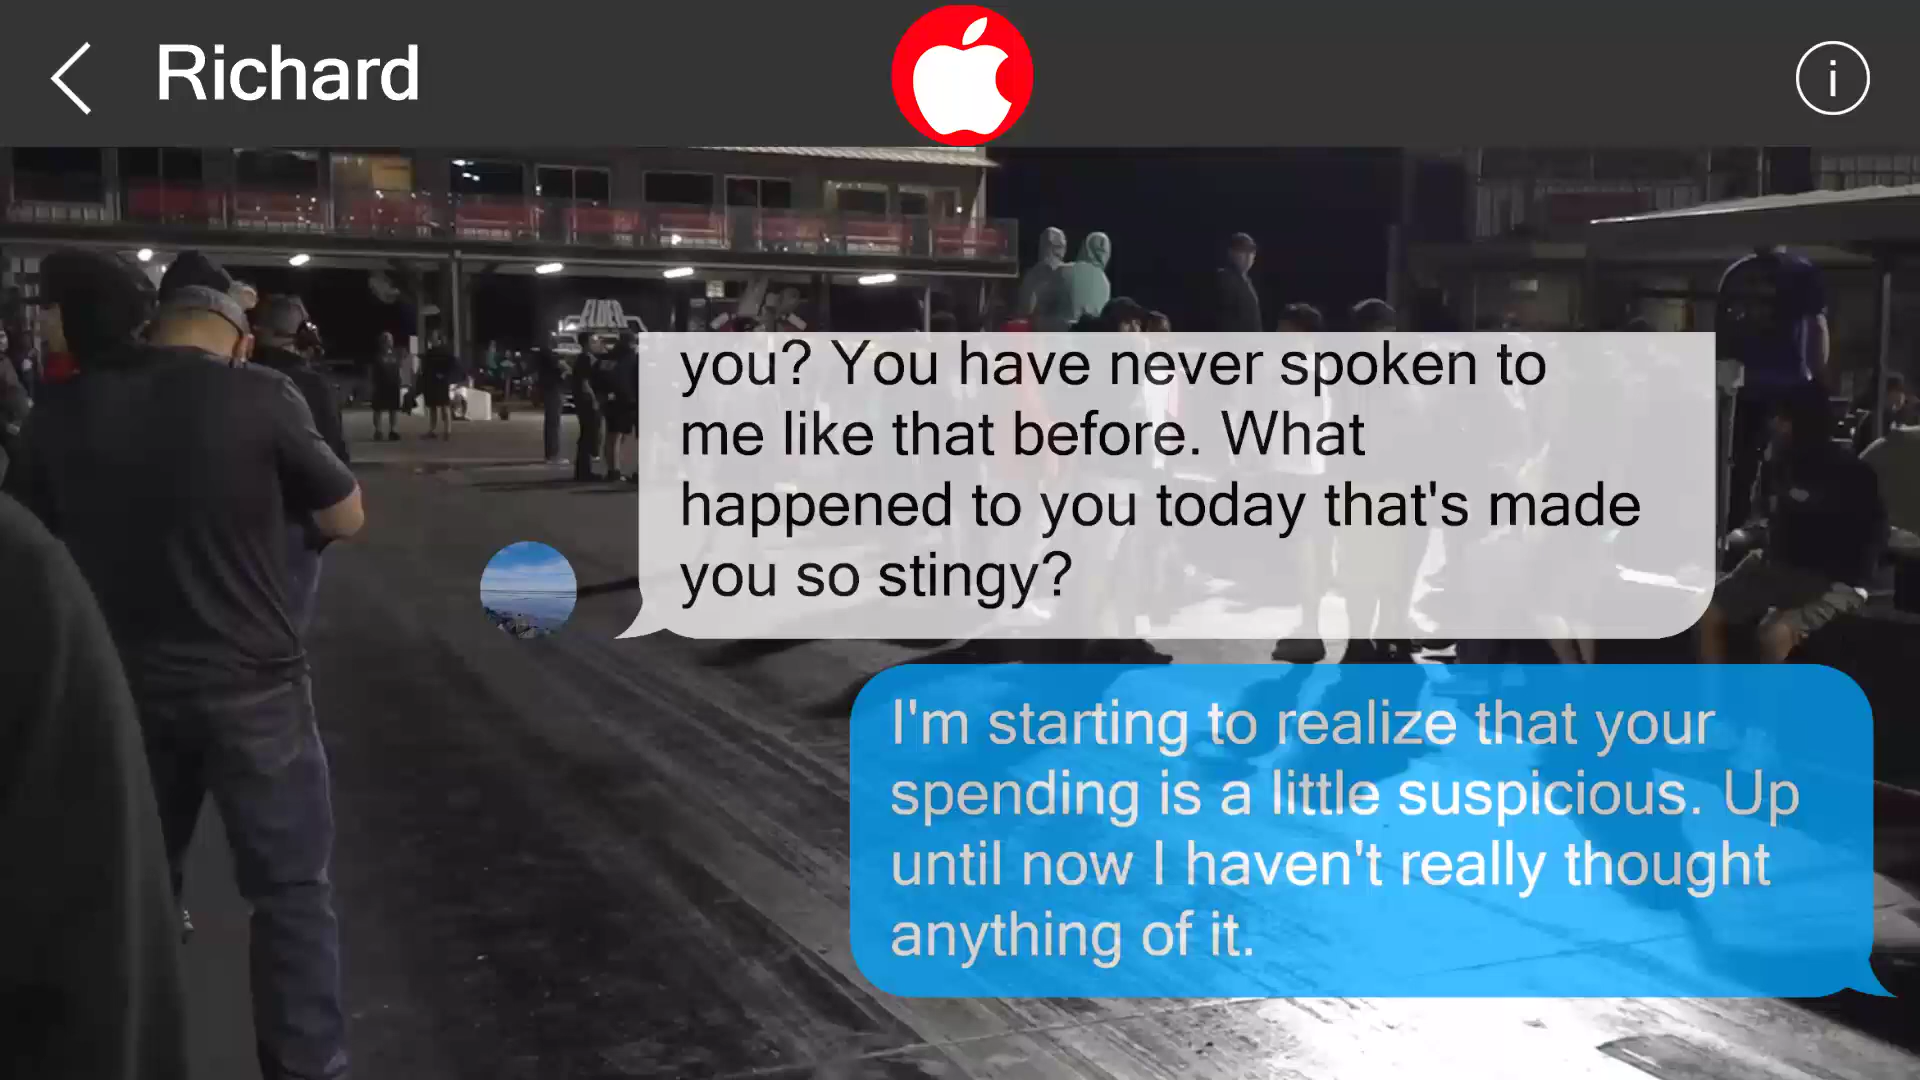 Richard
you? You have never spoken to
me like that before. What
happened to you today that's made
you so stingy?
I'm starting to realize that your
spending is a little suspicious. Up
until now I haven't really thought
anything of it.